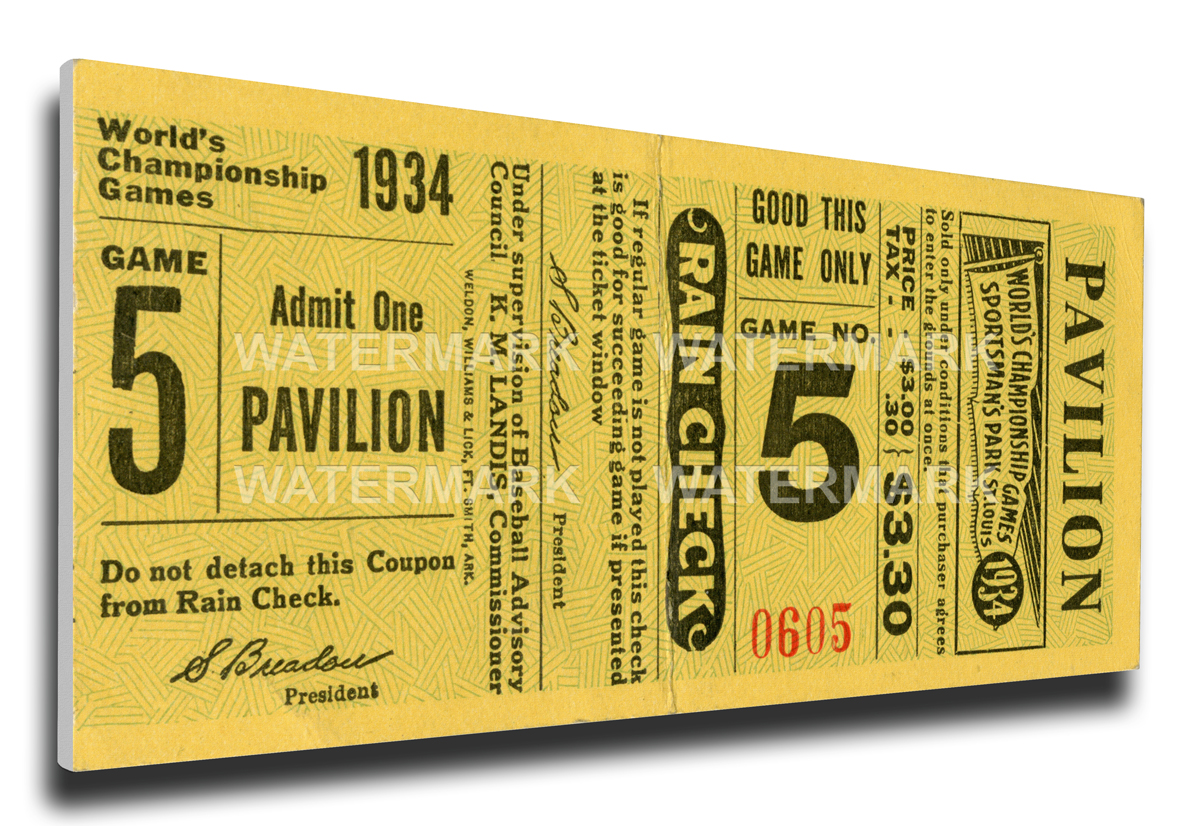 World's
Championship
Games
1934
GAME
5
Admit One
PAVILION
Do not detach this Coupon
from Rain Check.
S. Breadon
President
WELDON, WILLIAMS & LICK, FT. SMITH, ARK.
Under supervision of Baseball Advisory
Council K. M. LANDIS, Commissioner
S. Breadon
President
If regular game is not played this check
is good for succeeding game if presented
at the ticket window
RAIN CHECK
GOOD THIS
GAME ONLY
GAME NO.
5
0605
PRICE - $3.00
TAX - - .30 } $3.30
Sold only under conditions that purchaser agrees
to enter the grounds at once.
WORLD'S CHAMPIONSHIP GAMES
SPORTSMAN'S PARK, ST. LOUIS
1934
PAVILION
WATERMARK WATERMARK
WATERMARK WATERMARK